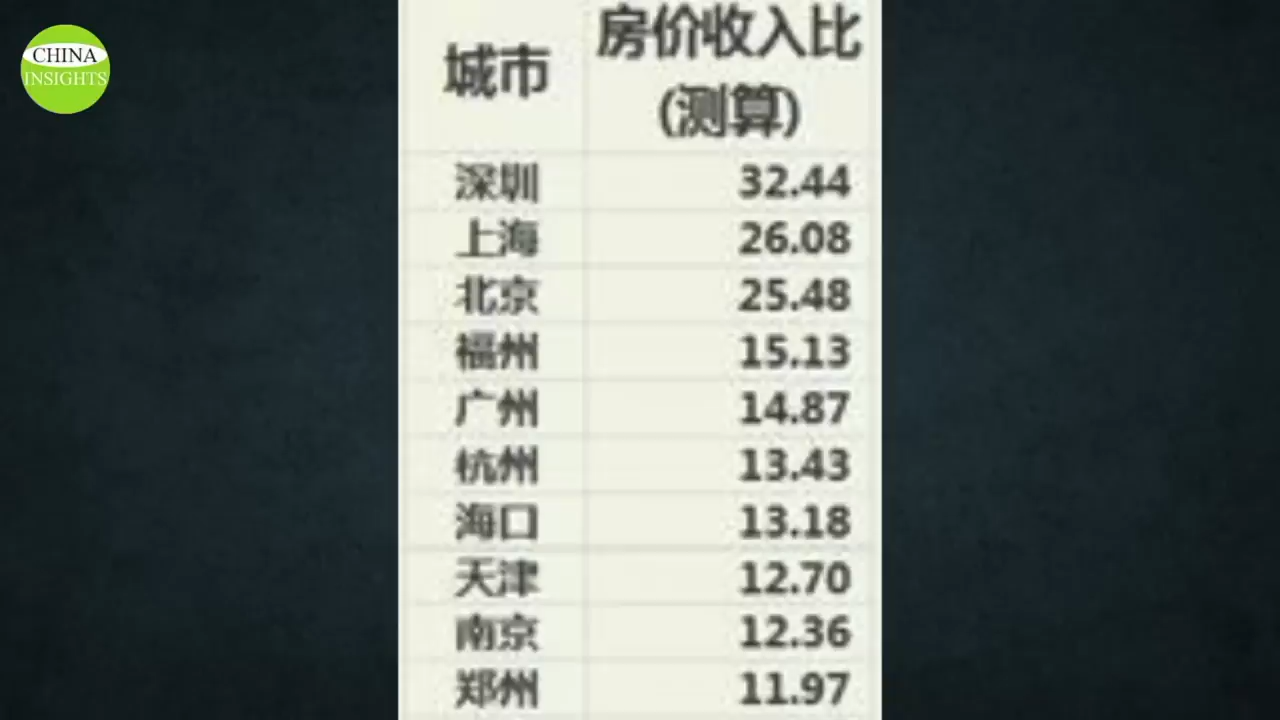 CHINA
INSIGHTS
城市 房价收入比
(测算)
深圳 32.44
上海 26.08
北京 25.48
福州 15.13
广州 14.87
杭州 13.43
海口 13.18
天津 12.70
南京 12.36
郑州 11.97